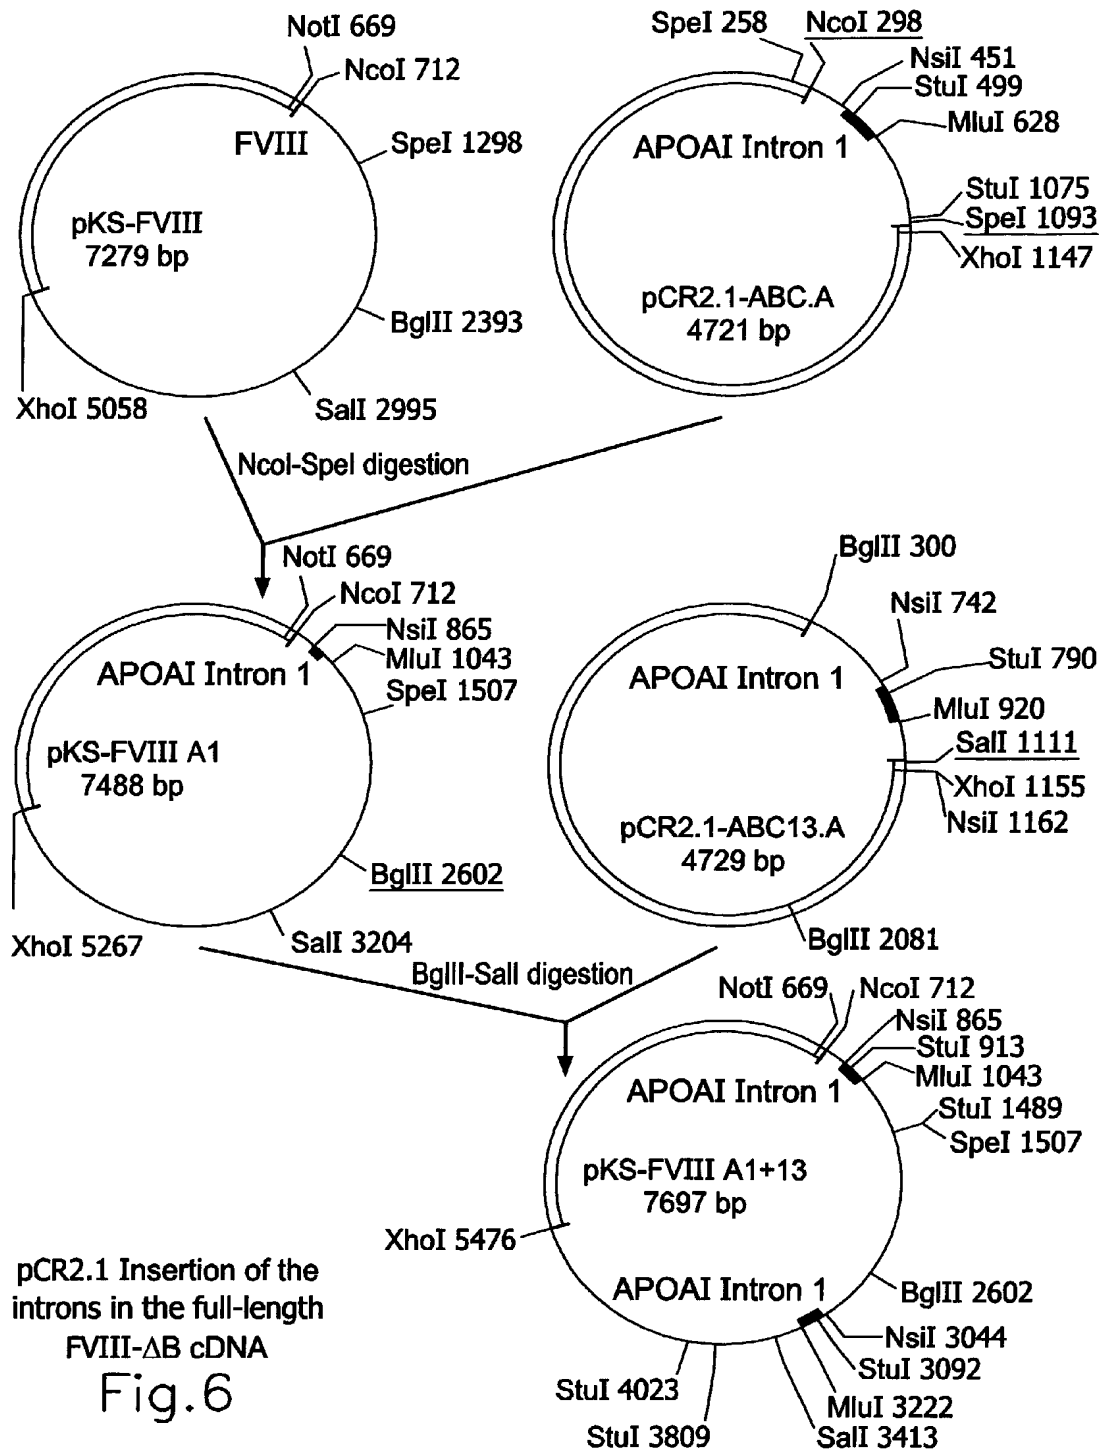 NotI 669
NcoI 712
FVIII
SpeI 1298
pKS-FVIII
7279 bp
BglII 2393
XhoI 5058
SalI 2995
SpeI 258
NcoI 298
NsiI 451
StuI 499
MluI 628
APOAI Intron 1
StuI 1075
SpeI 1093
XhoI 1147
pCR2.1-ABC.A
4721 bp
NcoI-SpeI digestion
NotI 669
NcoI 712
NsiI 865
MluI 1043
APOAI Intron 1
SpeI 1507
pKS-FVIII A1
7488 bp
BglII 2602
XhoI 5267
SalI 3204
BglII 300
NsiI 742
StuI 790
APOAI Intron 1
MluI 920
SalI 1111
XhoI 1155
NsiI 1162
pCR2.1-ABC13.A
4729 bp
BglII 2081
BglII-SalI digestion
NotI 669
NcoI 712
NsiI 865
StuI 913
MluI 1043
APOAI Intron 1
StuI 1489
SpeI 1507
pKS-FVIII A1+13
7697 bp
XhoI 5476
APOAI Intron 1
BglII 2602
NsiI 3044
StuI 3092
MluI 3222
SalI 3413
StuI 4023
StuI 3809
pCR2.1 Insertion of the
introns in the full-length
FVIII-ΔB cDNA
Fig.6